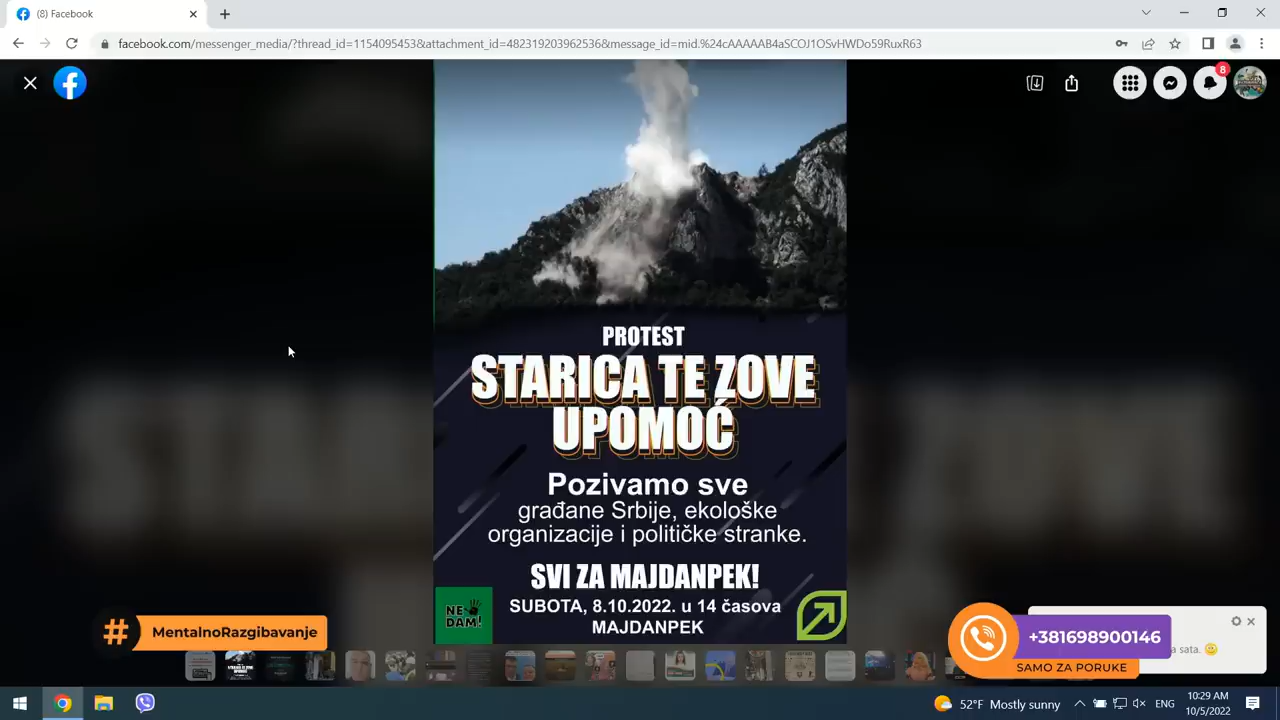 (8) Facebook
facebook.com/messenger_media/?thread_id=1154095453&attachment_id=482319203962536&message_id=mid.%24cAAAAAB4aSCOJ1OSvHWDo59RuxR63
8
PROTEST
STARICA TE ZOVE
UPOMOĆ
Pozivamo sve
građane Srbije, ekološke
organizacije i političke stranke.
SVI ZA MAJDANPEK!
SUBOTA, 8.10.2022. u 14 časova
MAJDANPEK
NE
DAM!
# MentalnoRazgibavanje
+381698900146
SAMO ZA PORUKE
sata.
52°F Mostly sunny
ENG
10:29 AM
10/5/2022